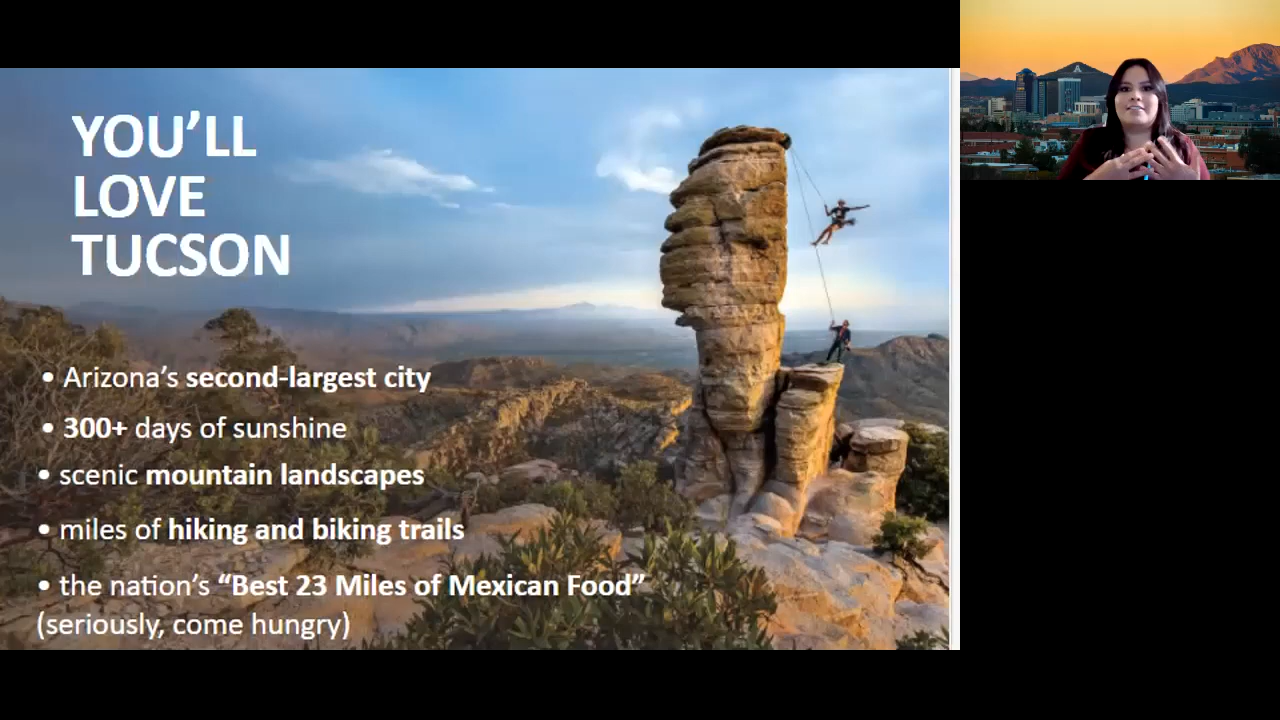 YOU’LL
LOVE
TUCSON
• Arizona’s second-largest city
• 300+ days of sunshine
• scenic mountain landscapes
• miles of hiking and biking trails
• the nation’s “Best 23 Miles of Mexican Food”
(seriously, come hungry)